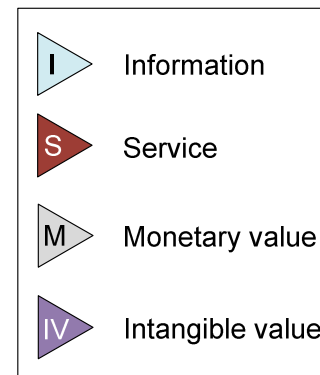 I Information
S Service
M Monetary value
IV Intangible value